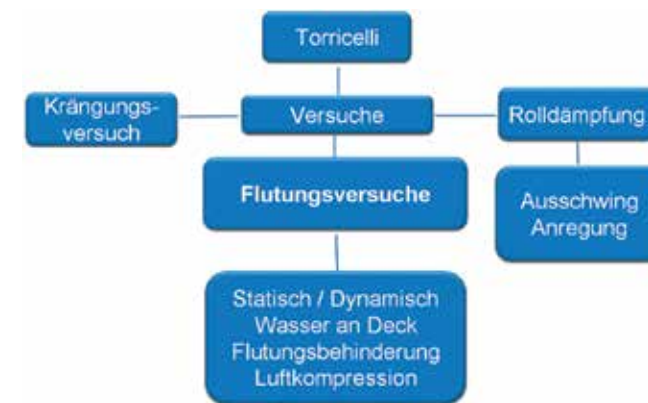 Torricelli
Krängungs-
versuch
Versuche
Rolldämpfung
Flutungsversuche
Ausschwing
Anregung
Statisch / Dynamisch
Wasser an Deck
Flutungsbehinderung
Luftkompression